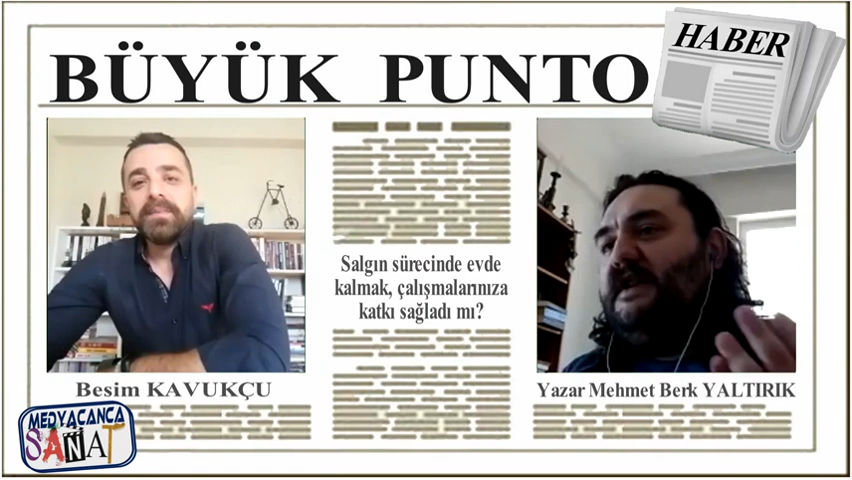 BÜYÜK PUNTO
HABER
Salgın sürecinde evde
kalmak, çalışmalarınıza
katkı sağladı mı?
Besim KAVUKÇU
Yazar Mehmet Berk YALTIRIK
MEDYACANCA
SANAT